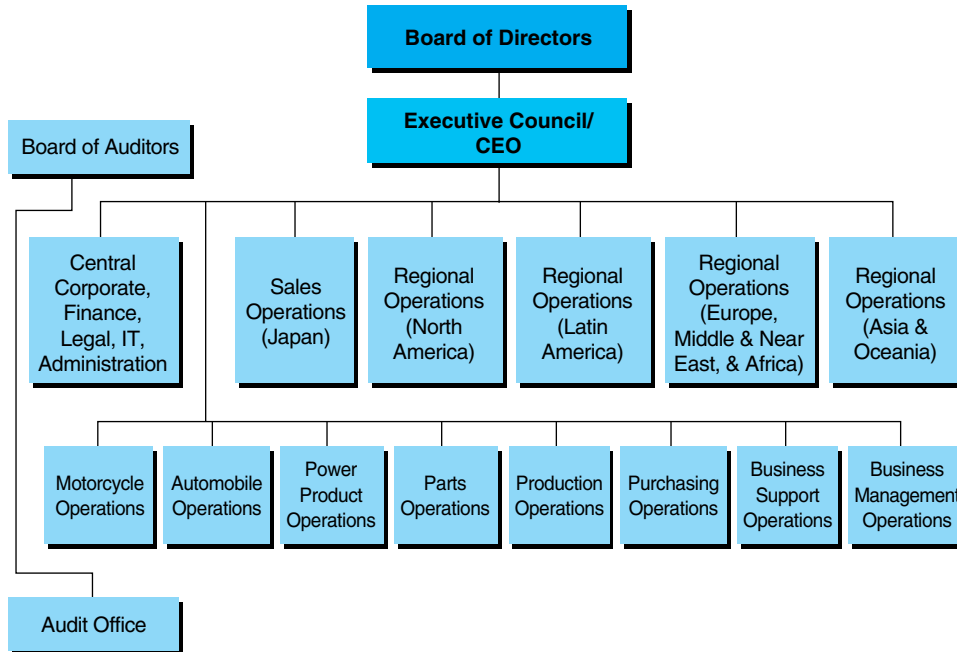 Board of Directors
Executive Council/
CEO
Board of Auditors
Central
Corporate,
Finance,
Legal, IT,
Administration
Sales
Operations
(Japan)
Regional
Operations
(North
America)
Regional
Operations
(Latin
America)
Regional
Operations
(Europe,
Middle & Near
East, & Africa)
Regional
Operations
(Asia &
Oceania)
Motorcycle
Operations
Automobile
Operations
Power
Product
Operations
Parts
Operations
Production
Operations
Purchasing
Operations
Business
Support
Operations
Business
Management
Operations
Audit Office